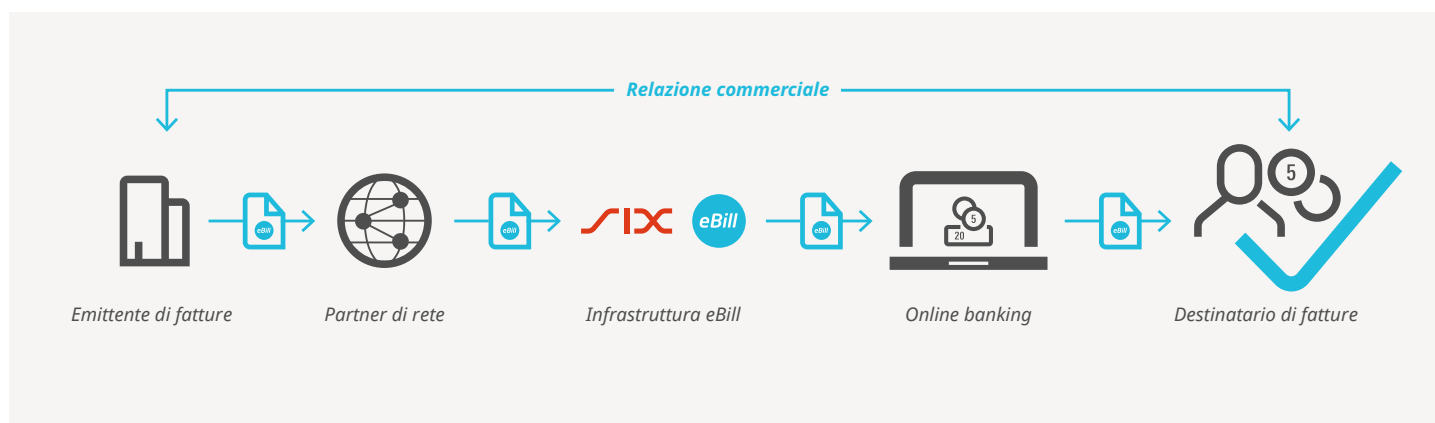 Relazione commerciale
5
eBill
eBill
SIX
eBill
eBill
5
20
eBill
Emittente di fatture
Partner di rete
Infrastruttura eBill
Online banking
Destinatario di fatture